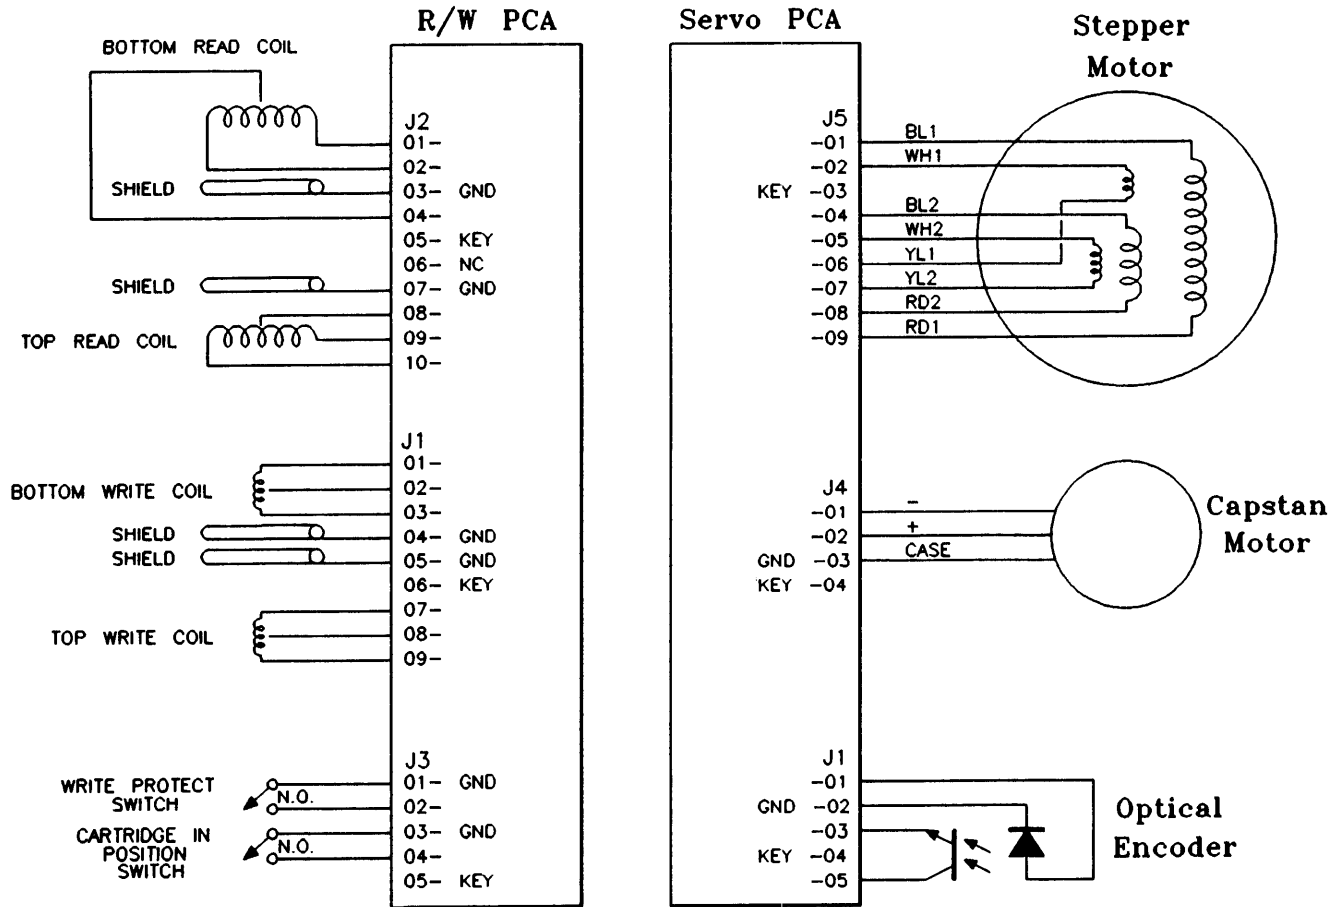 R/W PCA
BOTTOM READ COIL
J2
01-
02-
SHIELD 03- GND
04-
05- KEY
06- NC
SHIELD 07- GND
08-
TOP READ COIL 09-
10-
J1
01-
BOTTOM WRITE COIL 02-
03-
SHIELD 04- GND
SHIELD 05- GND
06- KEY
07-
TOP WRITE COIL 08-
09-
J3
WRITE PROTECT 01- GND
SWITCH N.O. 02-
CARTRIDGE IN 03- GND
POSITION N.O. 04-
SWITCH
05- KEY
Servo PCA
Stepper
Motor
J5
-01 BL1
-02 WH1
KEY -03
-04 BL2
-05 WH2
-06 YL1
-07 YL2
-08 RD2
-09 RD1
J4
-01 -
-02 +
GND -03 CASE
KEY -04
Capstan
Motor
J1
-01
GND -02
-03
KEY -04
-05
Optical
Encoder